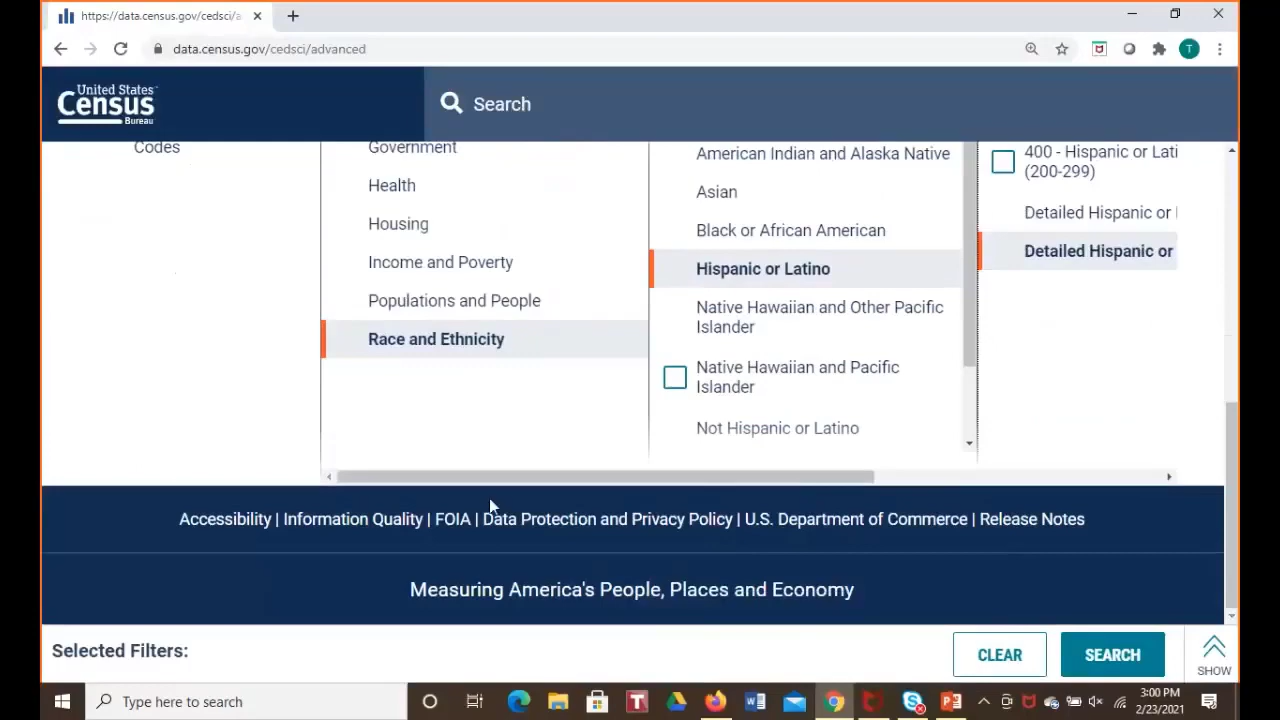 https://data.census.gov/cedsci/a
data.census.gov/cedsci/advanced
T
United States
Census
Bureau
Search
Codes
Government
Health
Housing
Income and Poverty
Populations and People
Race and Ethnicity
American Indian and Alaska Native
Asian
Black or African American
Hispanic or Latino
Native Hawaiian and Other Pacific
Islander
Native Hawaiian and Pacific
Islander
Not Hispanic or Latino
400 - Hispanic or Lati
(200-299)
Detailed Hispanic or
Detailed Hispanic or
Accessibility | Information Quality | FOIA | Data Protection and Privacy Policy | U.S. Department of Commerce | Release Notes
Measuring America's People, Places and Economy
Selected Filters:
CLEAR
SEARCH
SHOW
Type here to search
3:00 PM
2/23/2021